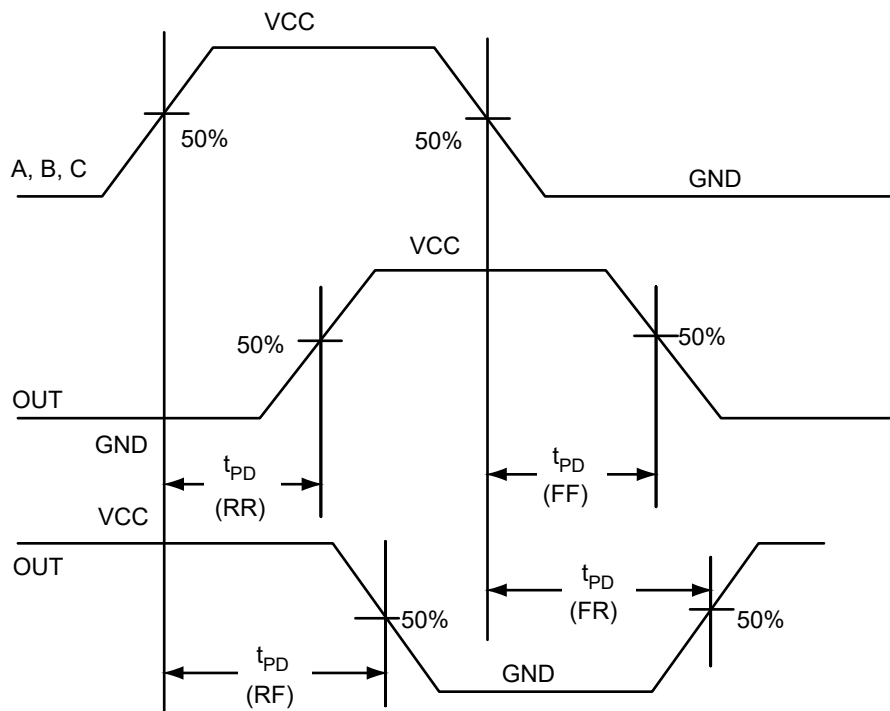 VCC
50%
50%
A, B, C
GND
VCC
50%
50%
OUT
GND
tPD
(RR)
tPD
(FF)
VCC
OUT
tPD
(FR)
50%
50%
tPD
(RF)
GND